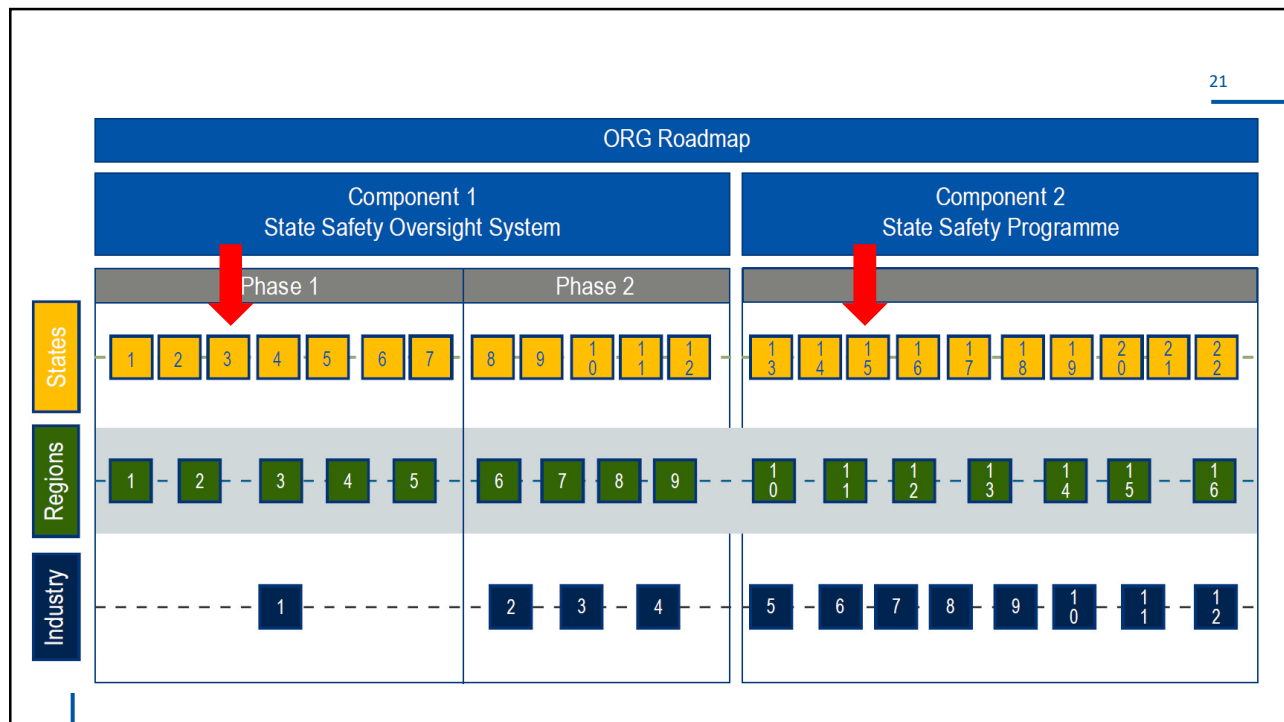 21
ORG Roadmap
Component 1
State Safety Oversight System
Component 2
State Safety Programme
Phase 1
Phase 2
States
1 2 3 4 5 6 7 8 9 10 11 12 13 14 15 16 17 18 19 20 21 22
Regions
1 2 3 4 5 6 7 8 9 10 11 12 13 14 15 16
Industry
1 2 3 4 5 6 7 8 9 10 11 12